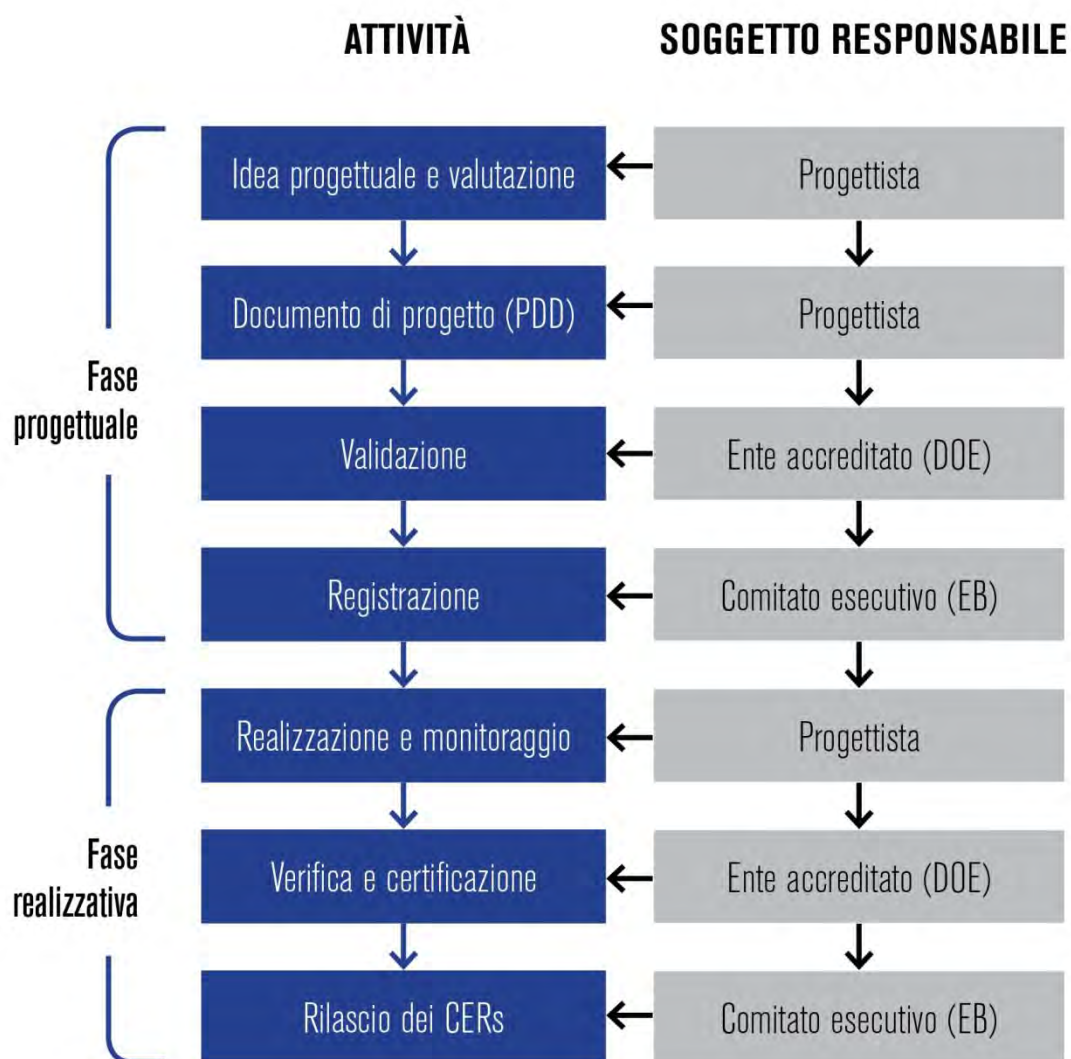 ATTIVITÀ
SOGGETTO RESPONSABILE
Idea progettuale e valutazione
Progettista
Documento di progetto (PDD)
Progettista
Fase
progettuale
Validazione
Ente accreditato (DOE)
Registrazione
Comitato esecutivo (EB)
Realizzazione e monitoraggio
Progettista
Fase
realizzativa
Verifica e certificazione
Ente accreditato (DOE)
Rilascio dei CERs
Comitato esecutivo (EB)